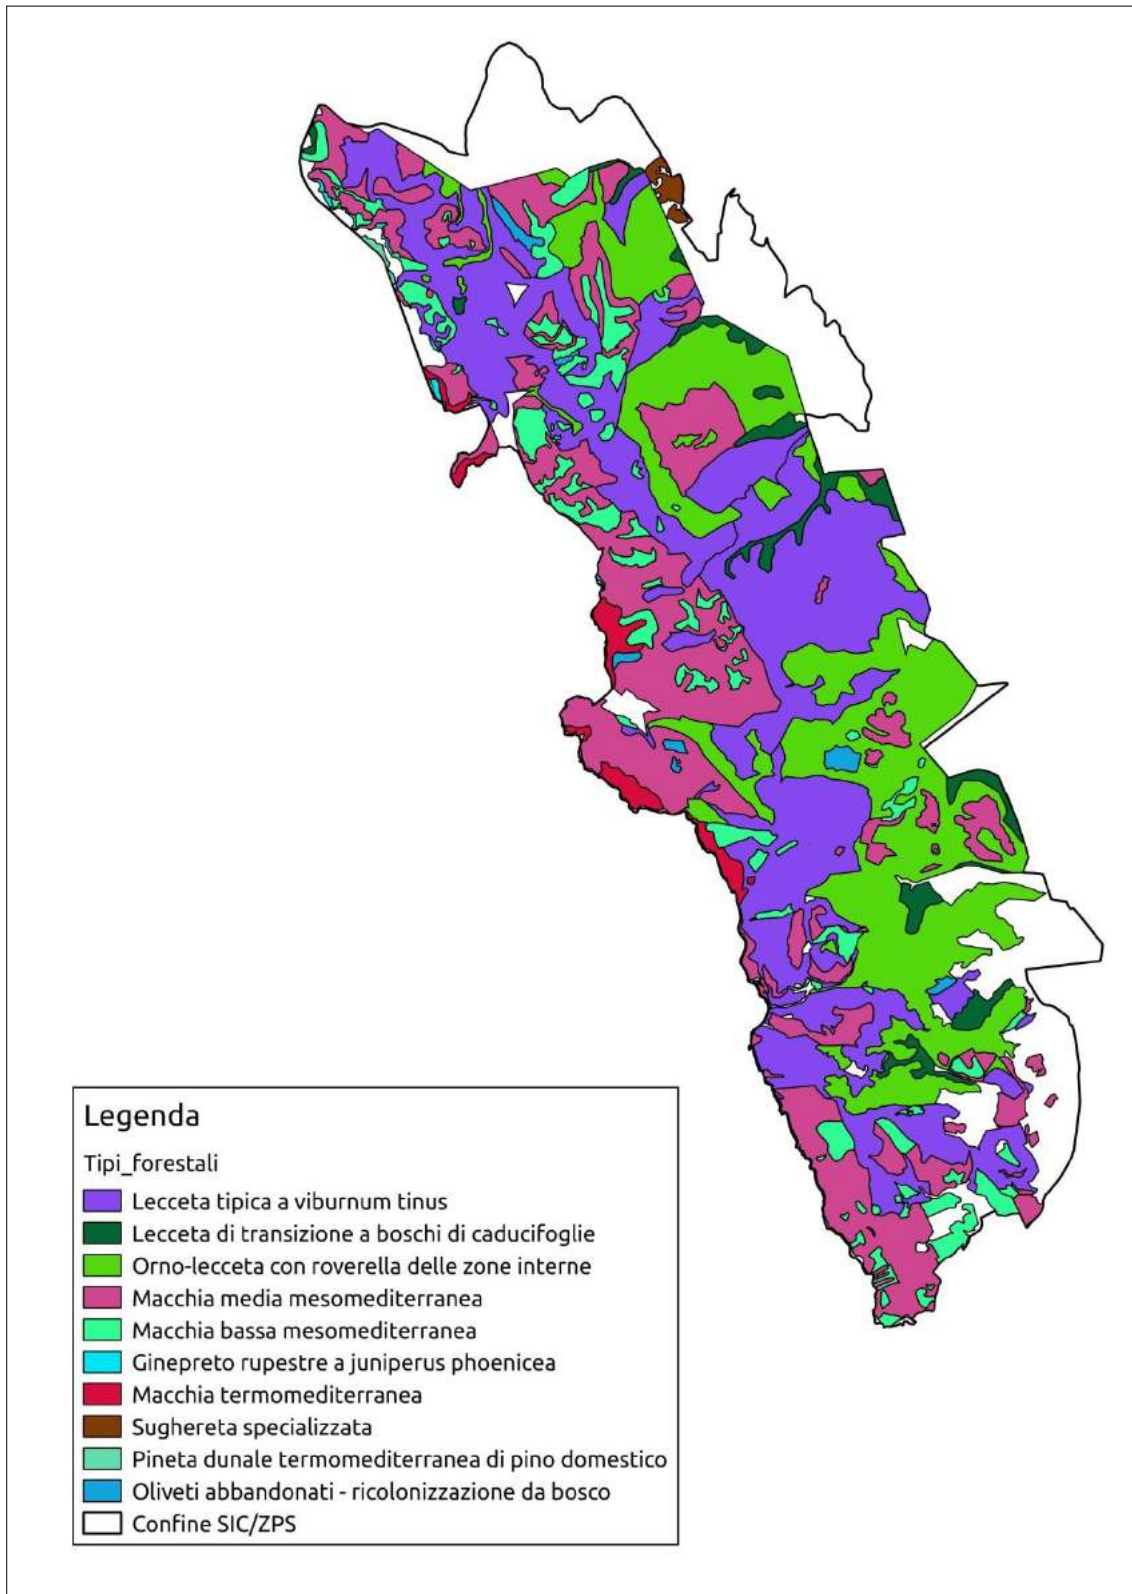 Legenda
Tipi_forestali
Lecceta tipica a viburnum tinus
Lecceta di transizione a boschi di caducifoglie
Orno-lecceta con roverella delle zone interne
Macchia media mesomediterranea
Macchia bassa mesomediterranea
Ginepreto rupestre a juniperus phoenicea
Macchia termomediterranea
Sughereta specializzata
Pineta dunale termomediterranea di pino domestico
Oliveti abbandonati - ricolonizzazione da bosco
Confine SIC/ZPS